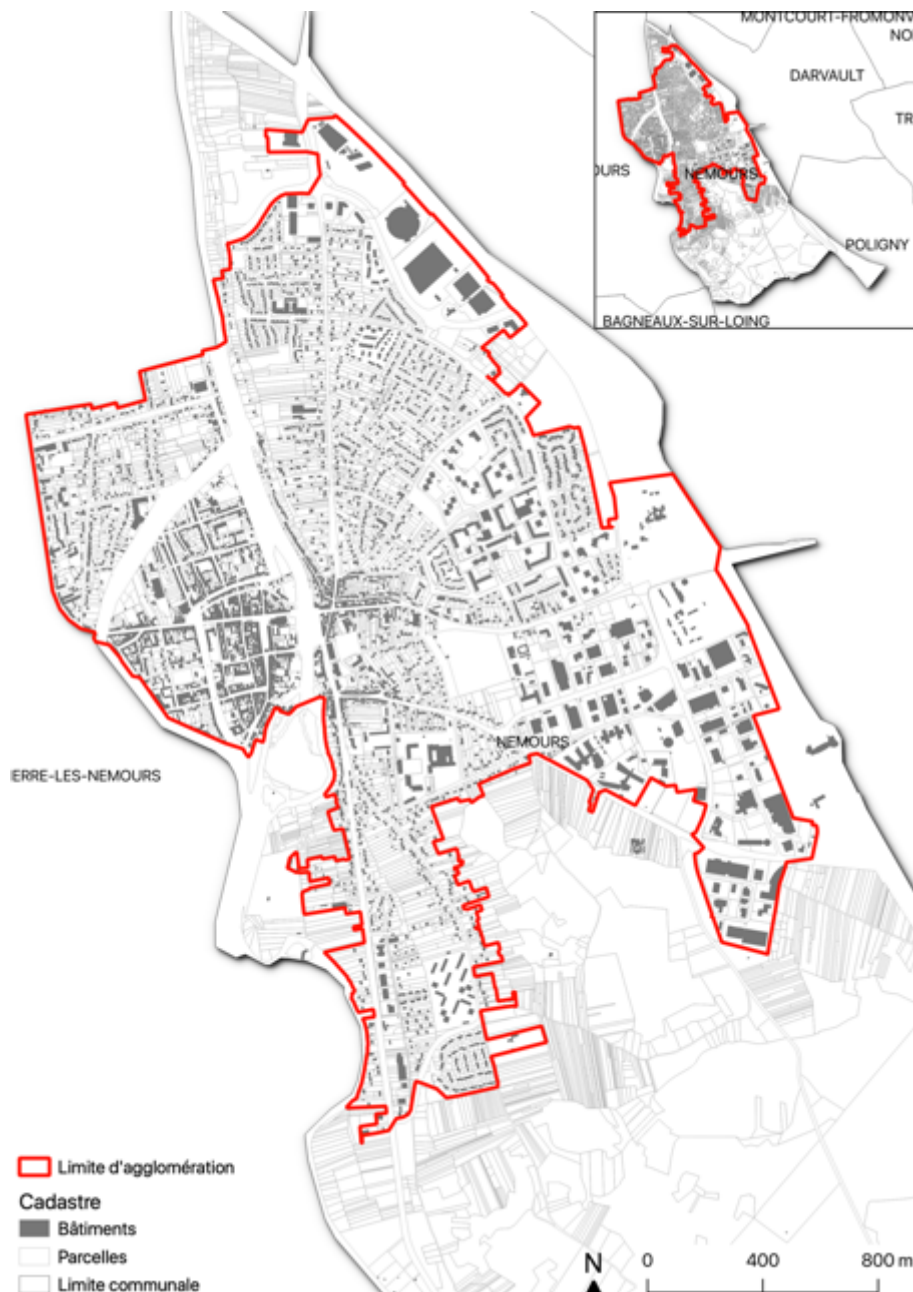 MONTCOURT-FROMONV
NO
DARVAULT
TR
OURS
NEMOURS
POLIGNY
BAGNEAUX-SUR-LOING
NEMOURS
IERRE-LES-NEMOURS
Limite d'agglomération
Cadastre
Bâtiments
Parcelles
Limite communale
N
0 400 800 m